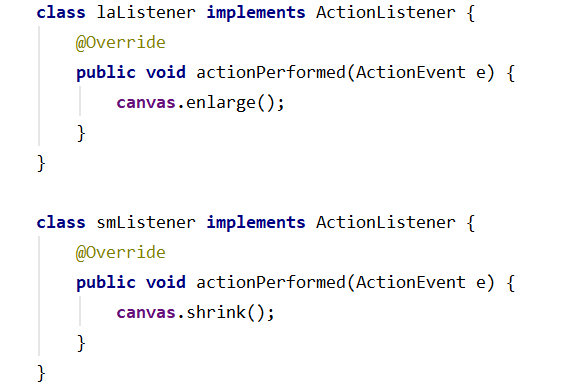 class laListener implements ActionListener {
@Override
public void actionPerformed(ActionEvent e) {
canvas.enlarge();
}
}
class smListener implements ActionListener {
@Override
public void actionPerformed(ActionEvent e) {
canvas.shrink();
}
}